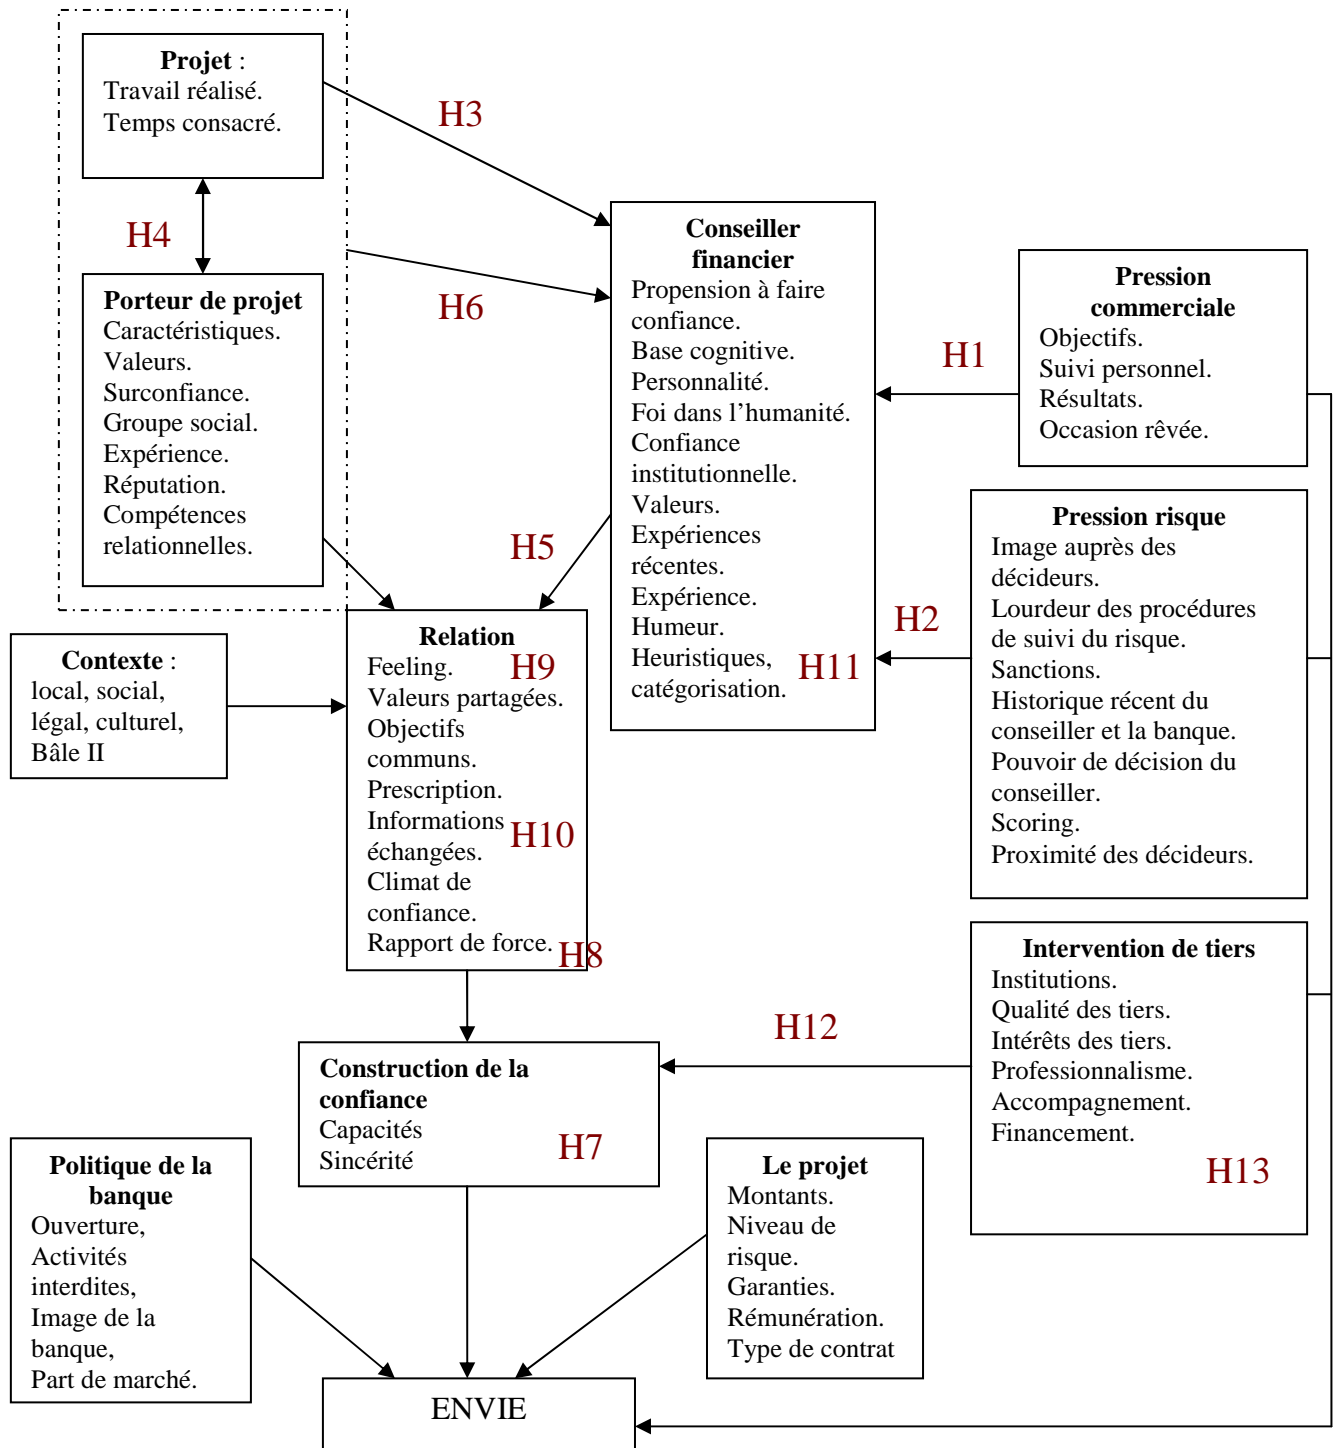 Projet :
Travail réalisé.
Temps consacré.
H3
H4
Porteur de projet
Caractéristiques.
Valeurs.
Surconfiance.
Groupe social.
Expérience.
Réputation.
Compétences
relationnelles.
H6
Conseiller
financier
Propension à faire
confiance.
Base cognitive.
Personnalité.
Foi dans l’humanité.
Confiance
institutionnelle.
Valeurs.
Expériences
récentes.
Expérience.
Humeur.
Heuristiques,
catégorisation.
H11
H1
Pression
commerciale
Objectifs.
Suivi personnel.
Résultats.
Occasion rêvée.
H2
Pression risque
Image auprès des
décideurs.
Lourdeur des procédures
de suivi du risque.
Sanctions.
Historique récent du
conseiller et la banque.
Pouvoir de décision du
conseiller.
Scoring.
Proximité des décideurs.
H5
Contexte :
local, social,
légal, culturel,
Bâle II
Relation
Feeling.
H9
Valeurs partagées.
Objectifs
communs.
Prescription.
Informations
échangées.
H10
Climat de
confiance.
Rapport de force.
H8
H12
Intervention de tiers
Institutions.
Qualité des tiers.
Intérêts des tiers.
Professionnalisme.
Accompagnement.
Financement.
H13
Construction de la
confiance
Capacités
Sincérité
H7
Politique de la
banque
Ouverture,
Activités
interdites,
Image de la
banque,
Part de marché.
Le projet
Montants.
Niveau de
risque.
Garanties.
Rémunération.
Type de contrat
ENVIE